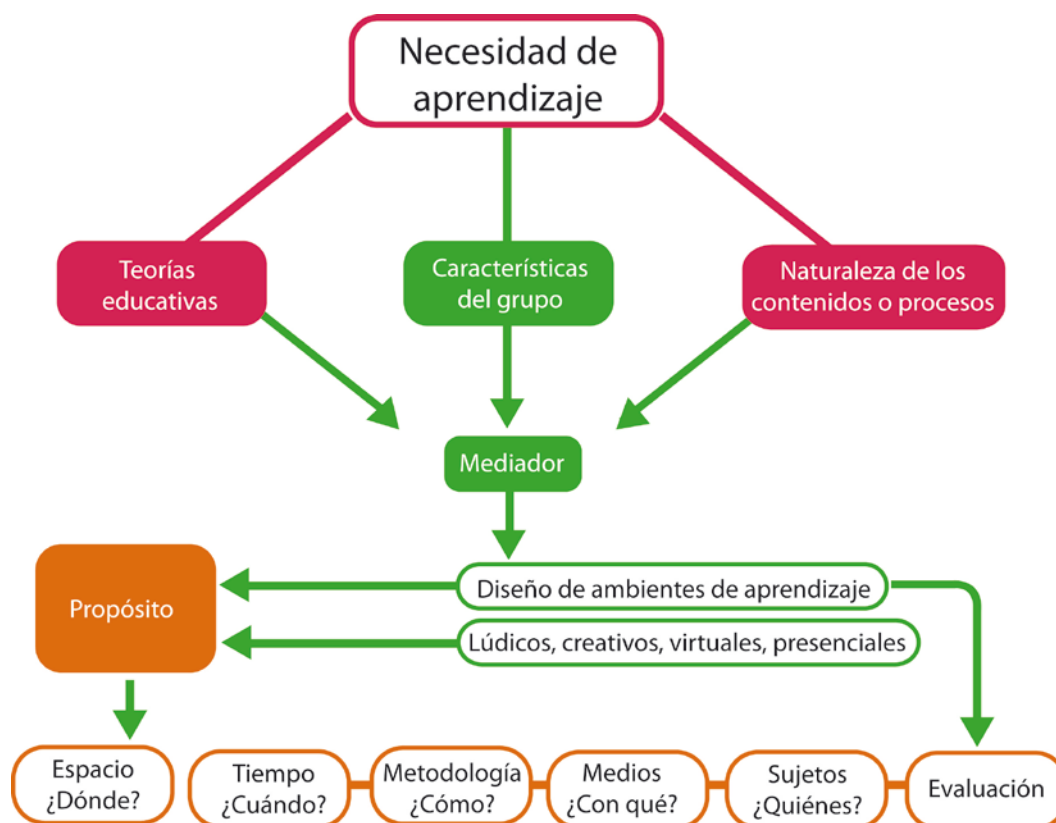 Necesidad de
aprendizaje
Teorías
educativas
Característícas
del grupo
Naturaleza de los
contenidos o procesos
Mediador
Propósito
Diseño de ambientes de aprendizaje
Lúdicos, creativos, virtuales, presenciales
Espacio
¿Dónde?
Tiempo
¿Cuándo?
Metodología
¿Cómo?
Medios
¿Con qué?
Sujetos
¿Quiénes?
Evaluación